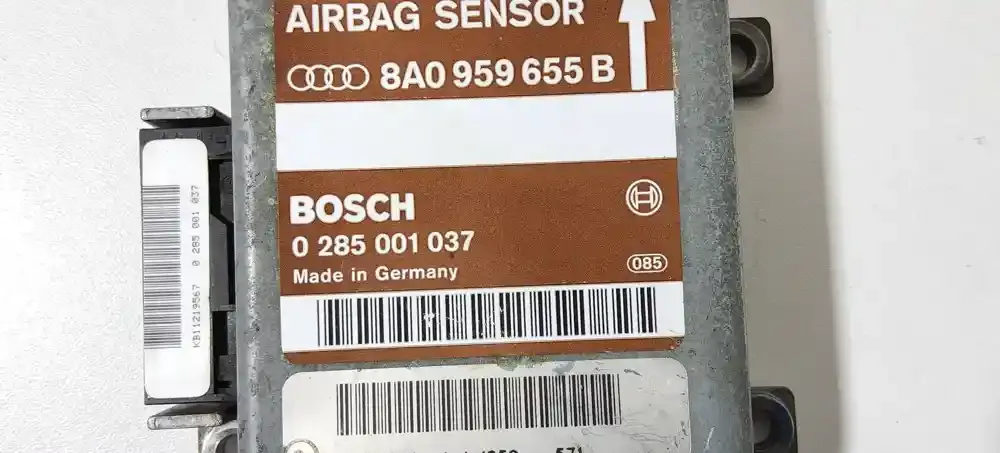 AIRBAG SENSOR
8A0 959 655 B
BOSCH
0 285 001 037
Made in Germany
085
KB11219567 0 285 001 037